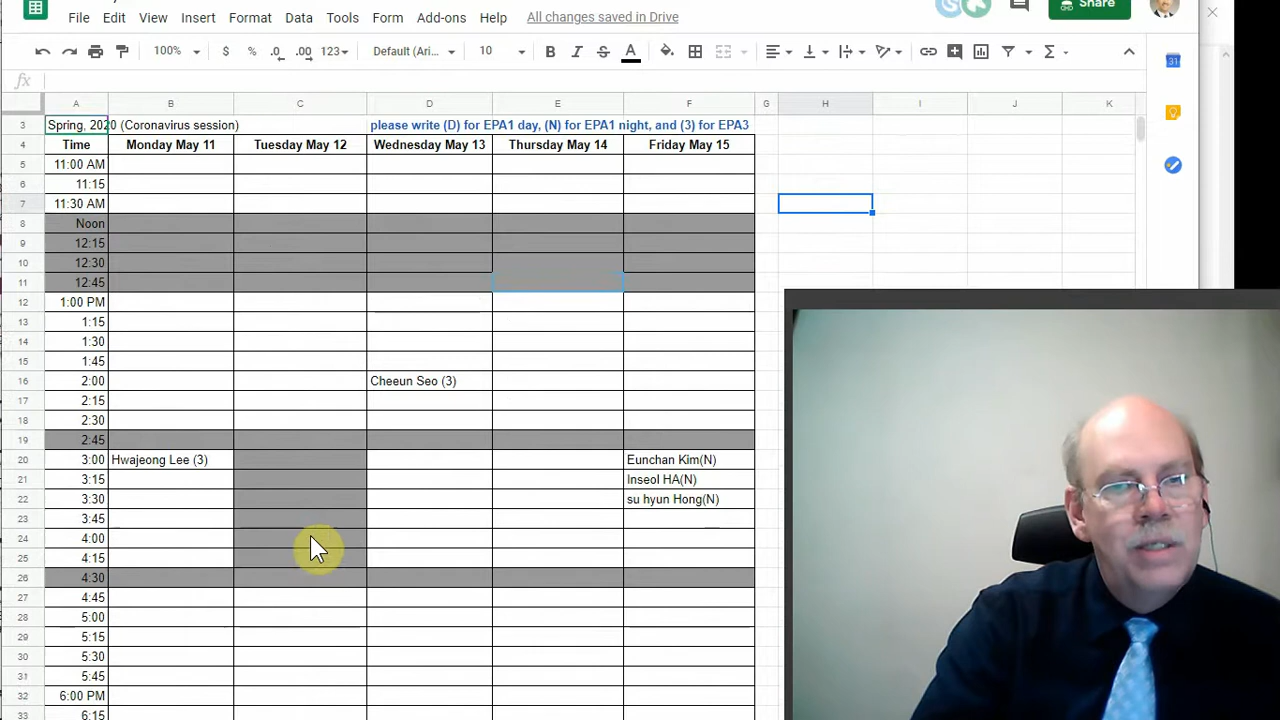 File Edit View Insert Format Data Tools Form Add-ons Help All changes saved in Drive
Share
100% $ % .0 .00 123 Default (Ari... 10 B I S A
31
fx
A B C D E F G H I J K
3 Spring, 2020 (Coronavirus session) please write (D) for EPA1 day, (N) for EPA1 night, and (3) for EPA3
4 Time Monday May 11 Tuesday May 12 Wednesday May 13 Thursday May 14 Friday May 15
5 11:00 AM
6 11:15
7 11:30 AM
8 Noon
9 12:15
10 12:30
11 12:45
12 1:00 PM
13 1:15
14 1:30
15 1:45
16 2:00 Cheeun Seo (3)
17 2:15
18 2:30
19 2:45
20 3:00 Hwajeong Lee (3) Eunchan Kim(N)
21 3:15 Inseol HA(N)
22 3:30 su hyun Hong(N)
23 3:45
24 4:00
25 4:15
26 4:30
27 4:45
28 5:00
29 5:15
30 5:30
31 5:45
32 6:00 PM
33 6:15